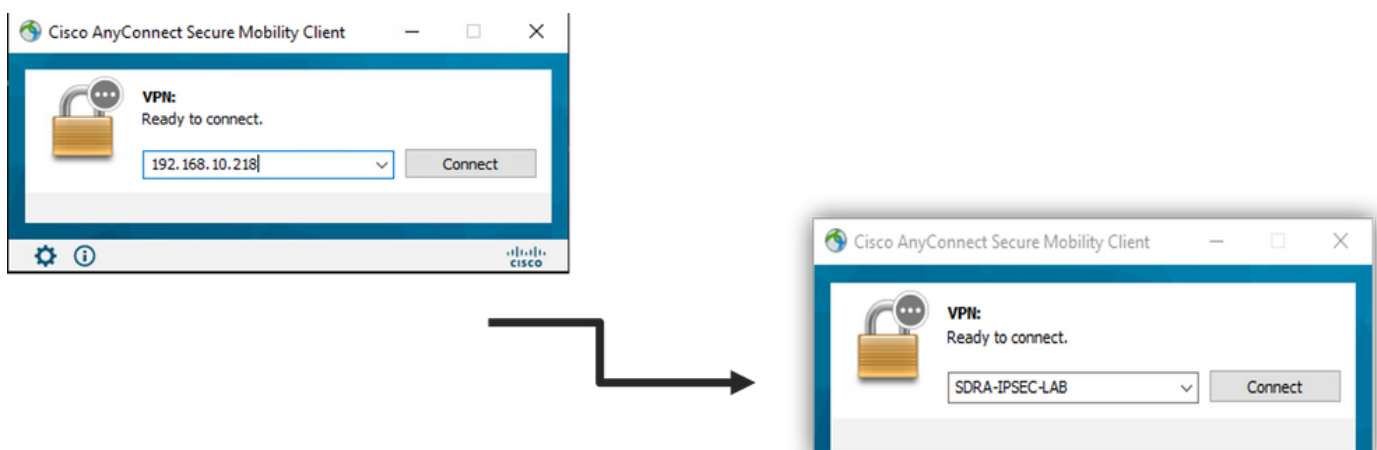 Cisco AnyConnect Secure Mobility Client
VPN:
Ready to connect.
192.168.10.218
Connect
cisco
Cisco AnyConnect Secure Mobility Client
VPN:
Ready to connect.
SDRA-IPSEC-LAB
Connect